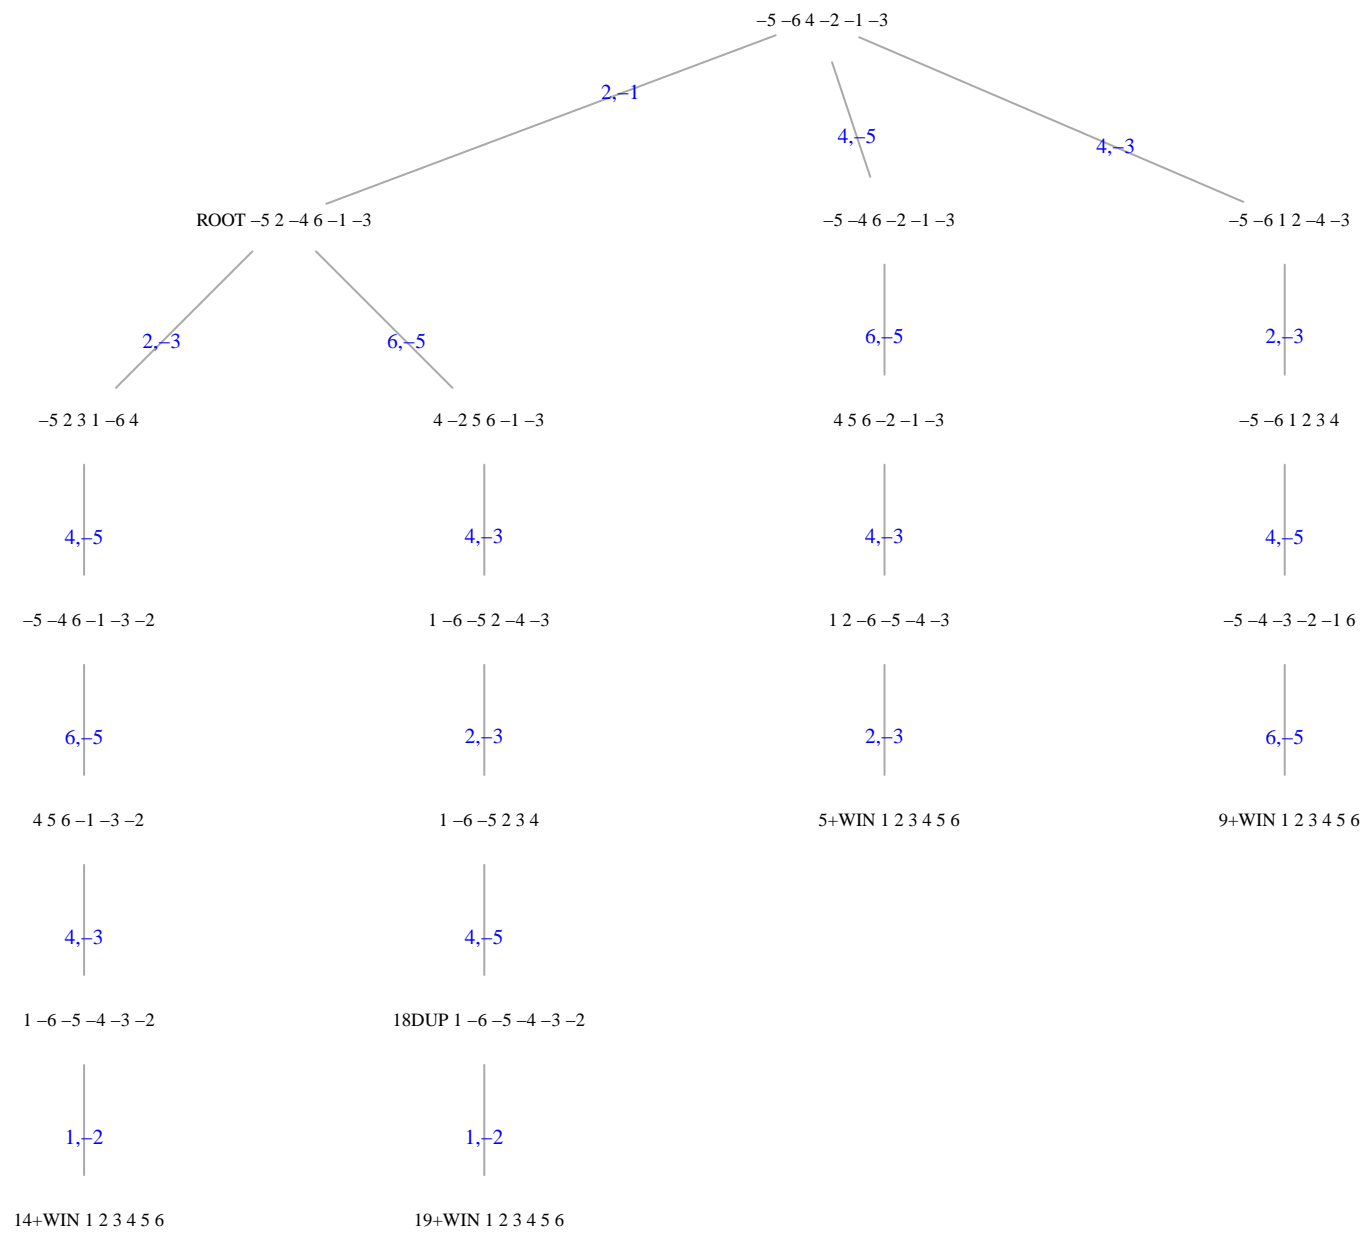 –5 –6 4 –2 –1 –3
2,–1
4,–5
4,–3
ROOT –5 2 –4 6 –1 –3
–5 –4 6 –2 –1 –3
–5 –6 1 2 –4 –3
2,–3
6,–5
6,–5
2,–3
–5 2 3 1 –6 4
4 –2 5 6 –1 –3
4 5 6 –2 –1 –3
–5 –6 1 2 3 4
4,–5
4,–3
4,–3
4,–5
–5 –4 6 –1 –3 –2
1 –6 –5 2 –4 –3
1 2 –6 –5 –4 –3
–5 –4 –3 –2 –1 6
6,–5
2,–3
2,–3
6,–5
4 5 6 –1 –3 –2
1 –6 –5 2 3 4
5+WIN 1 2 3 4 5 6
9+WIN 1 2 3 4 5 6
4,–3
4,–5
1 –6 –5 –4 –3 –2
18DUP 1 –6 –5 –4 –3 –2
1,–2
1,–2
14+WIN 1 2 3 4 5 6
19+WIN 1 2 3 4 5 6